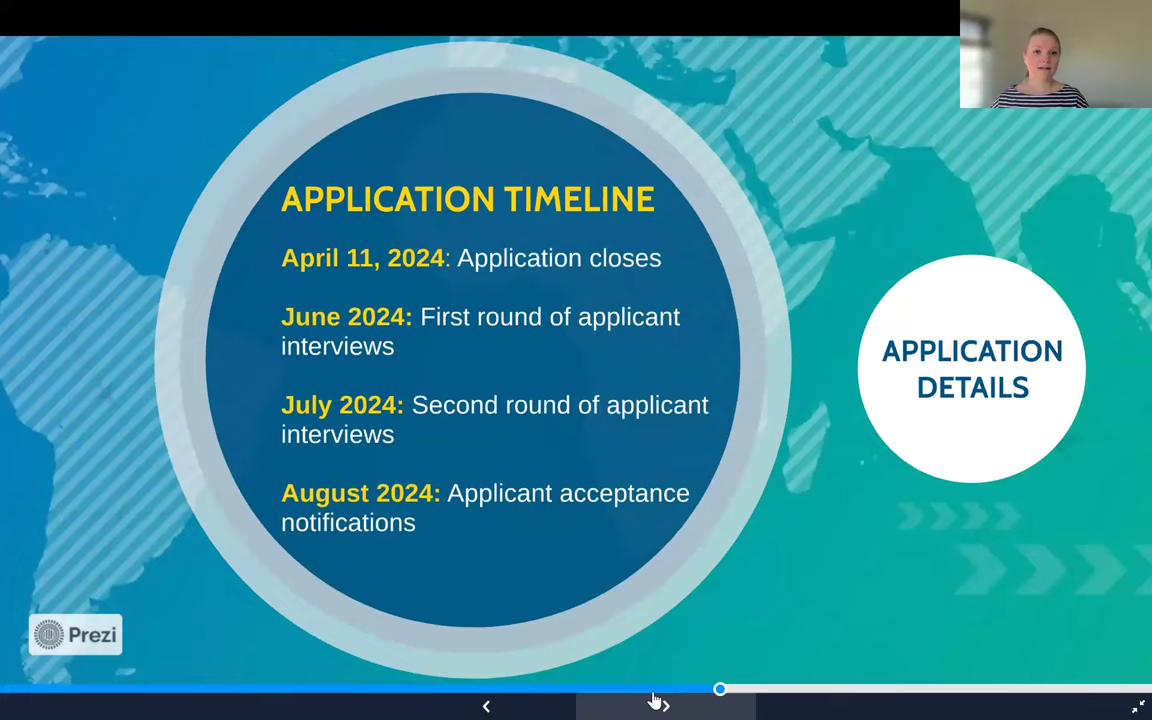 APPLICATION TIMELINE
April 11, 2024: Application closes
June 2024: First round of applicant
interviews
July 2024: Second round of applicant
interviews
August 2024: Applicant acceptance
notifications
APPLICATION
DETAILS
Prezi